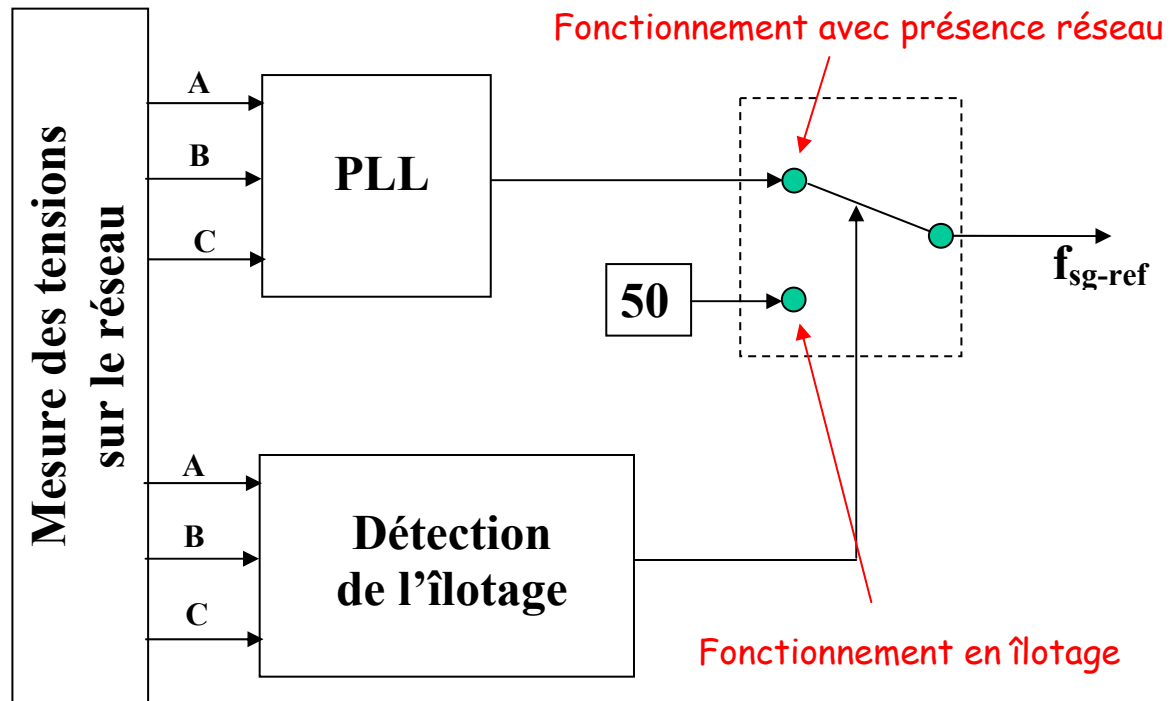 Fonctionnement avec présence réseau
Mesure des tensions
sur le réseau
A
B
C
PLL
50
f_sg-ref
A
B
C
Détection
de l'îlotage
Fonctionnement en îlotage